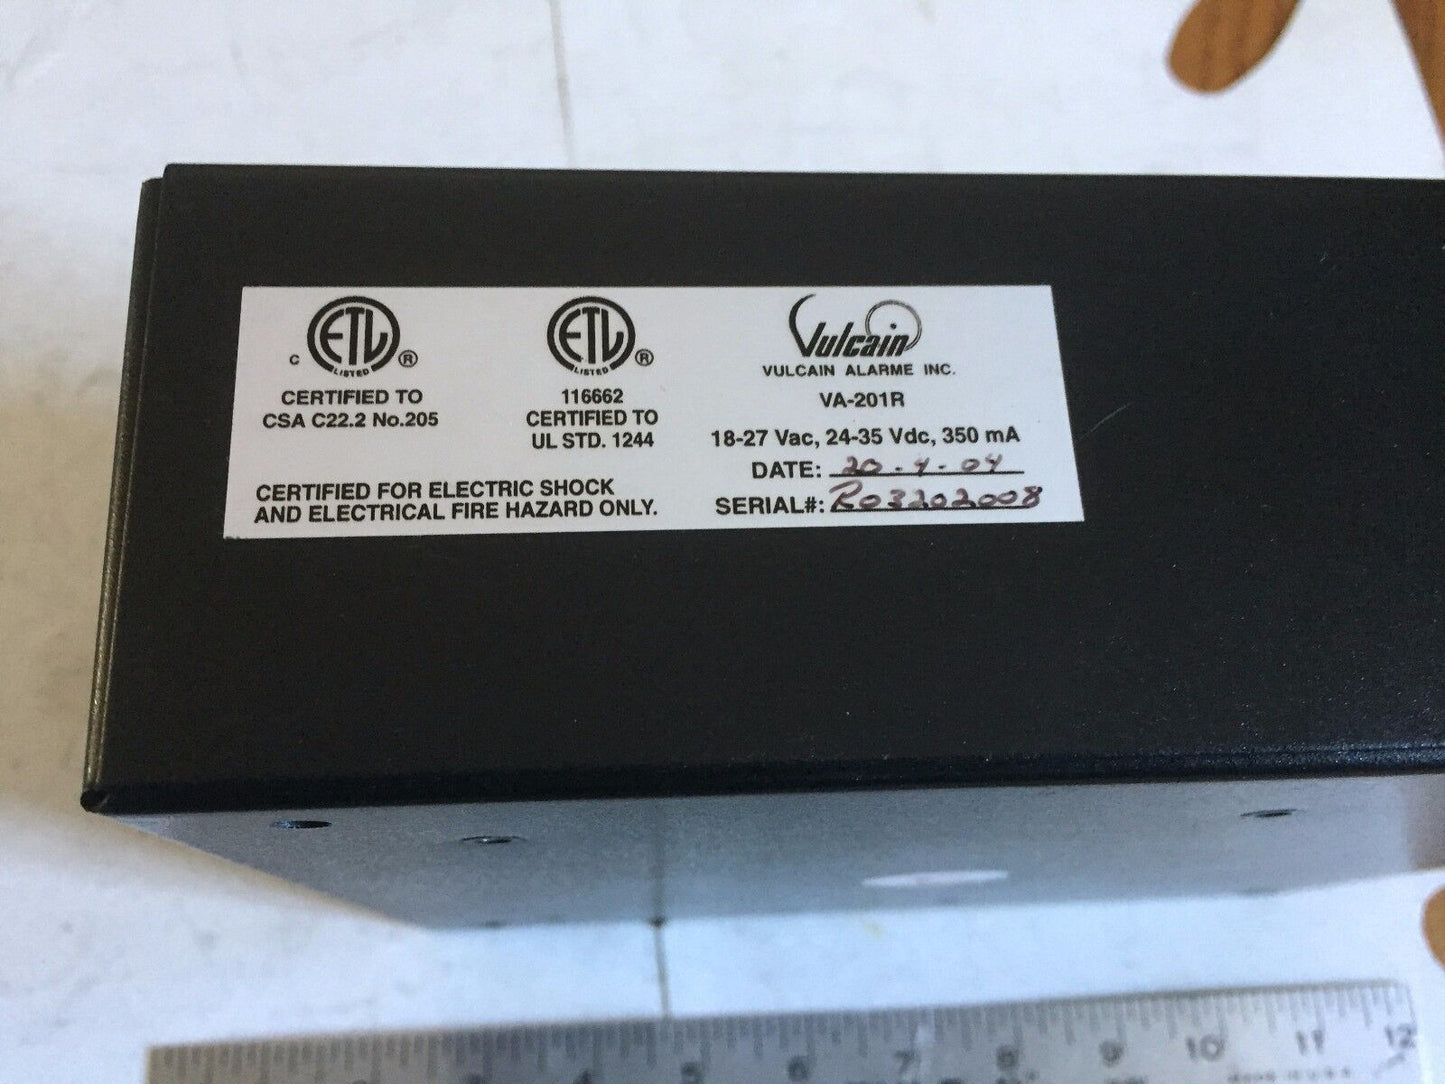 C ETL ®
LISTED
CERTIFIED TO
CSA C22.2 No.205
ETL ®
LISTED
116662
CERTIFIED TO
UL STD. 1244
CERTIFIED FOR ELECTRIC SHOCK
AND ELECTRICAL FIRE HAZARD ONLY.
Vulcain
VULCAIN ALARME INC.
VA-201R
18-27 Vac, 24-35 Vdc, 350 mA
DATE: 20-4-04
SERIAL#: R03202008
5 6 7 8 9 10 11 12